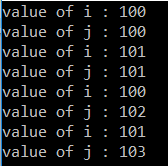 value of i : 100
value of j : 100
value of i : 101
value of j : 101
value of i : 100
value of j : 102
value of i : 101
value of j : 103